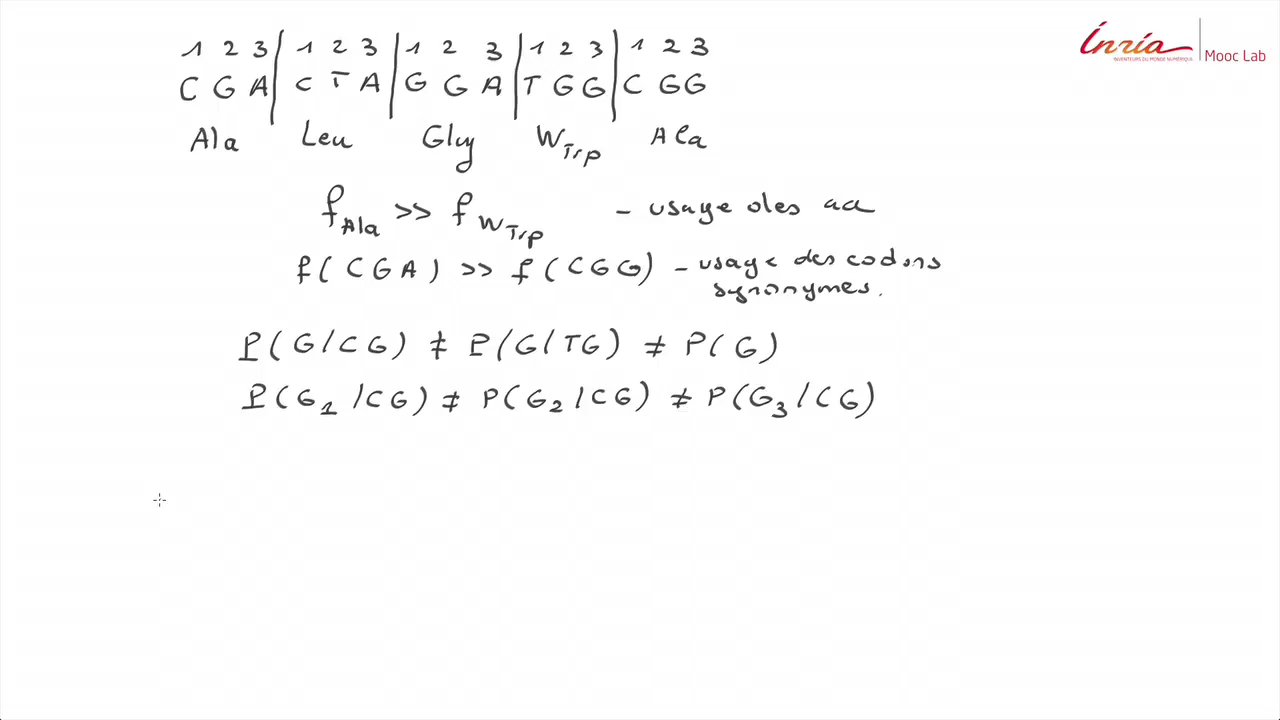 1 2 3 | 1 2 3 | 1 2 3 | 1 2 3 | 1 2 3
C G A | C T A | G G A | T G G | C G G
Ala Leu Gly W Trp Ala
f Ala >> f W Trp - usage des aa
f(CGA) >> f(CGG) - usage des codons
synonymes.
P(G/CG) ≠ P(G/TG) ≠ P(G)
P(G1/CG) ≠ P(G2/CG) ≠ P(G3/CG)
Inria
INVENTEURS DU MONDE NUMÉRIQUE
Mooc Lab